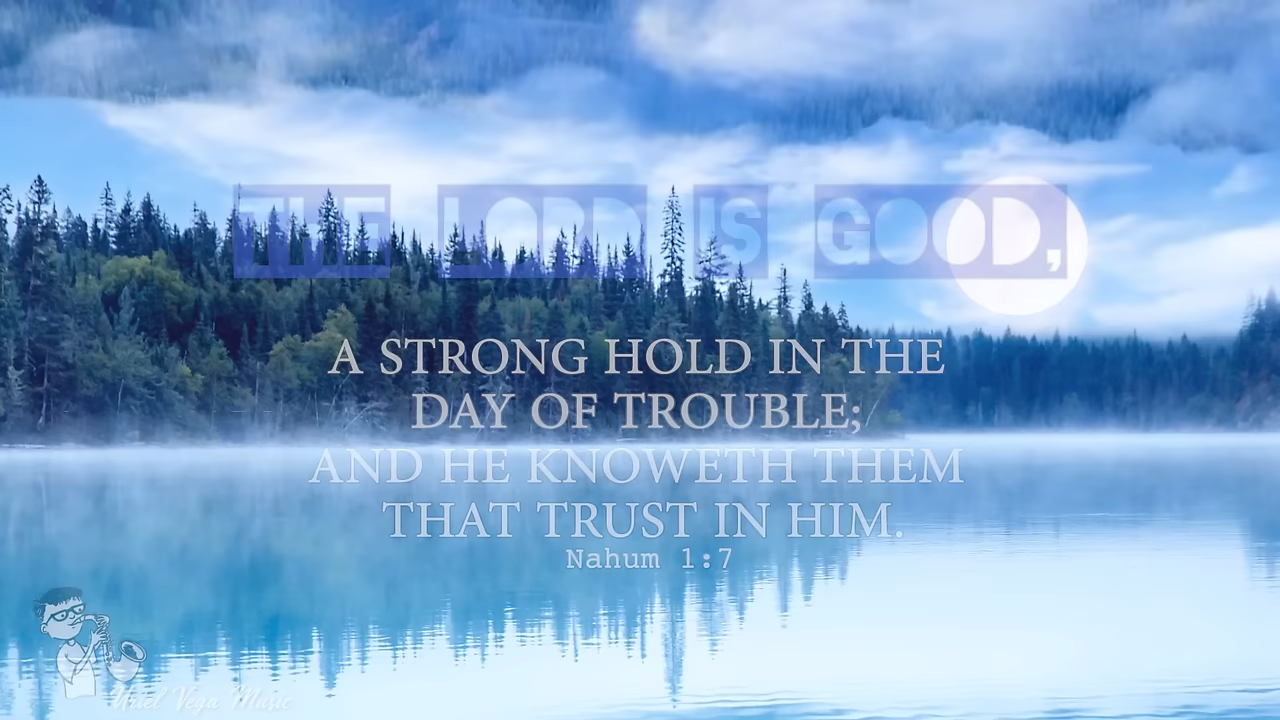 THE LORD IS GOOD,
A STRONG HOLD IN THE
DAY OF TROUBLE;
AND HE KNOWETH THEM
THAT TRUST IN HIM.
Nahum 1:7
Uriel Vega Music